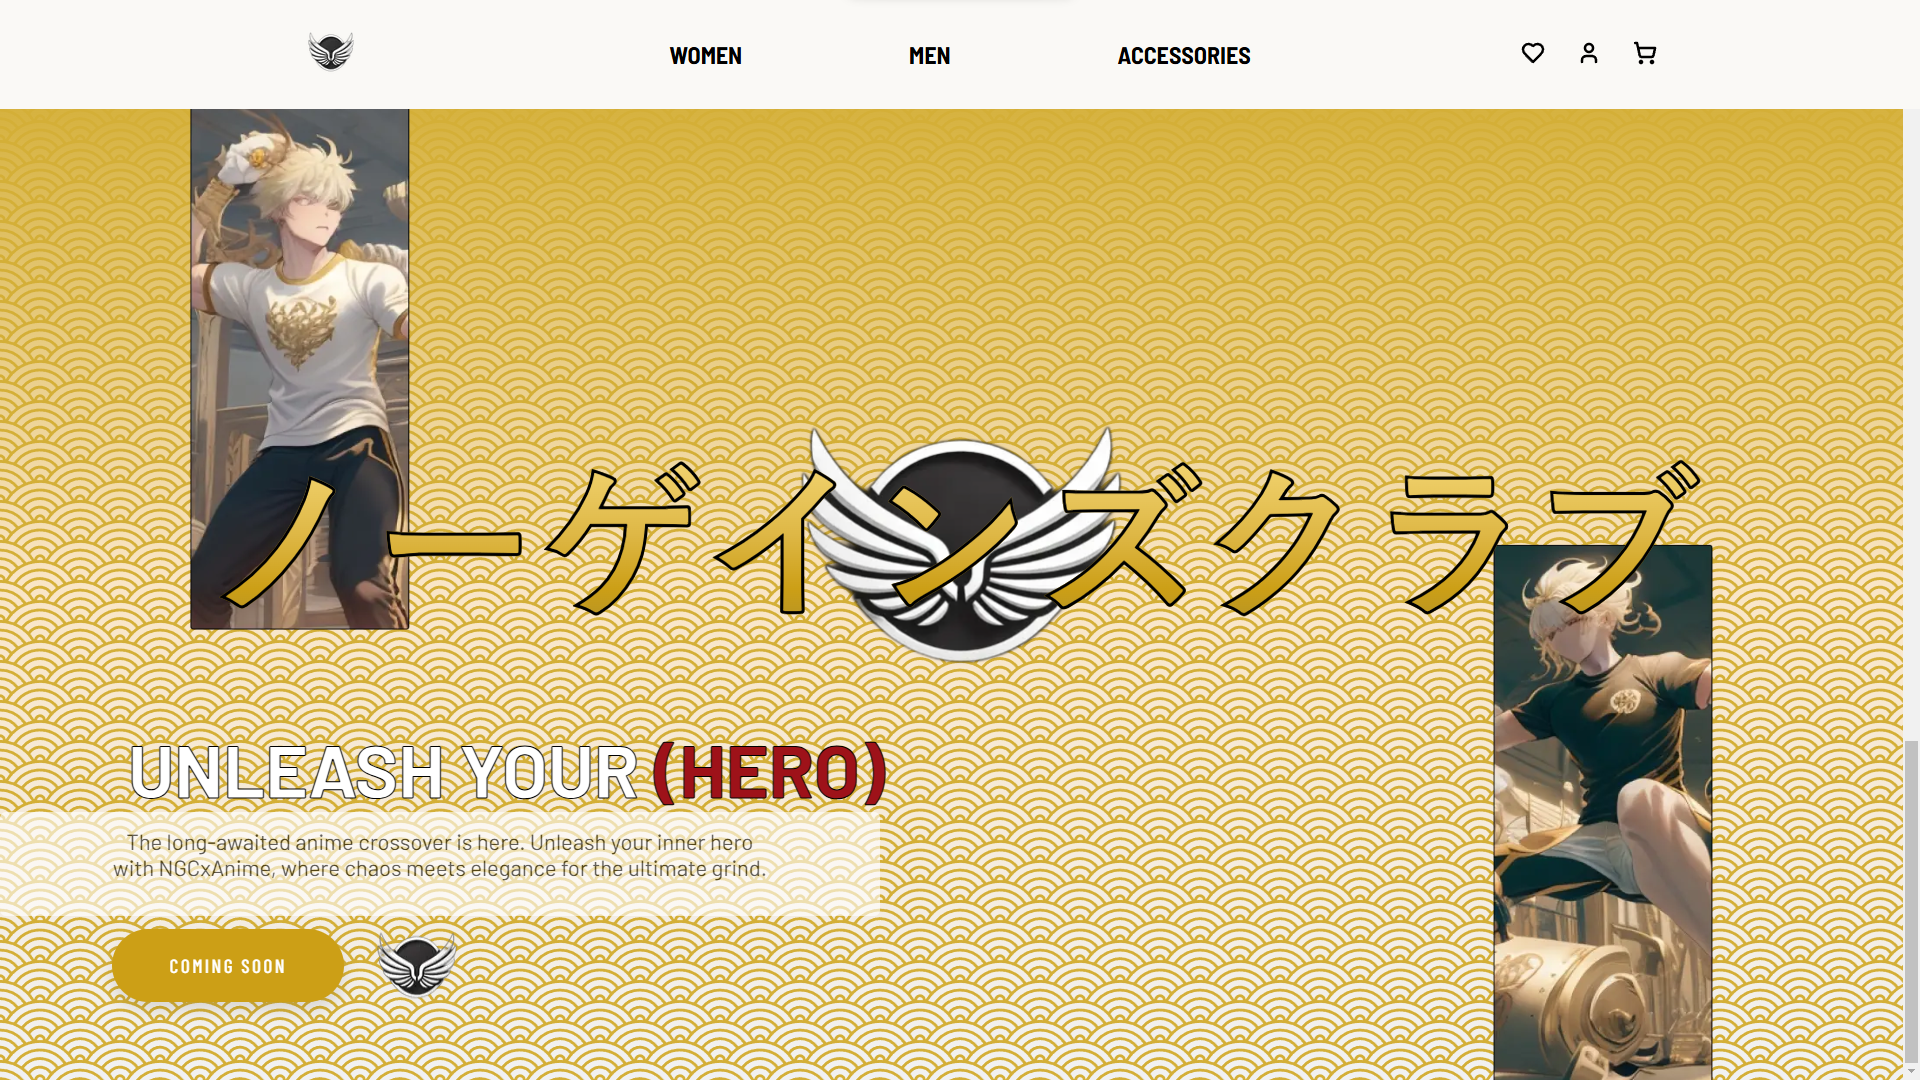 WOMEN
MEN
ACCESSORIES
ノーゲインズクラブ
UNLEASH YOUR (HERO)
The long-awaited anime crossover is here. Unleash your inner hero
with NGCxAnime, where chaos meets elegance for the ultimate grind.
COMING SOON